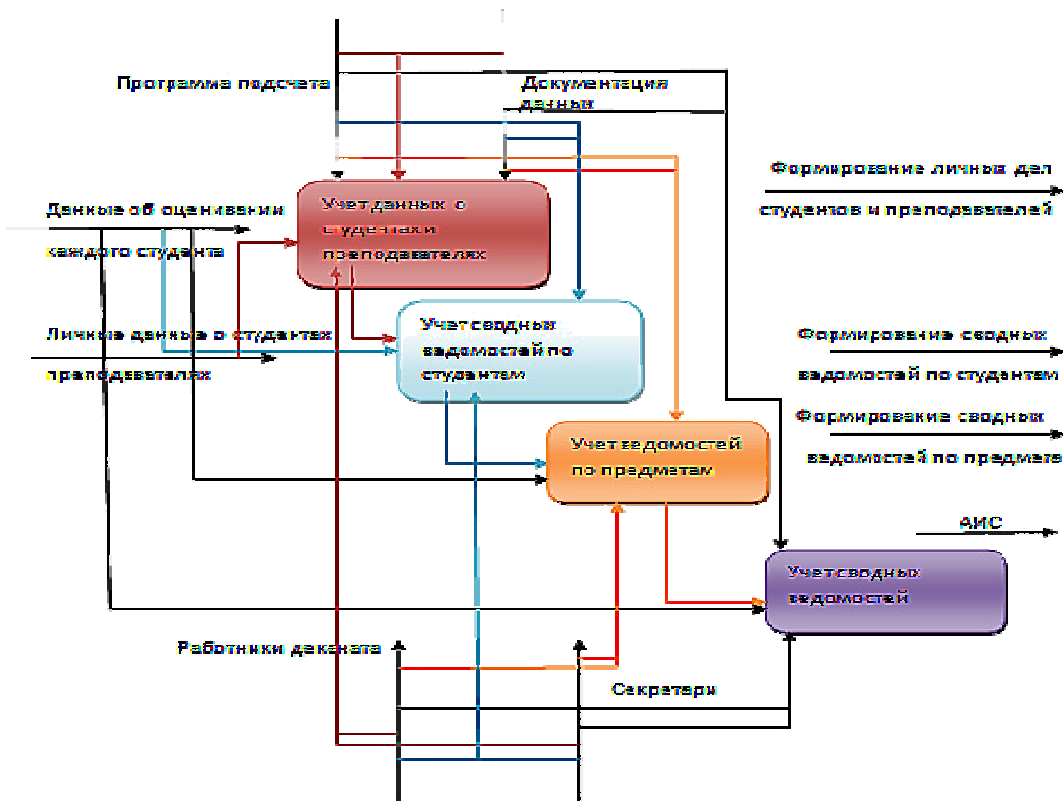 Программа подсчета
Документация
данных
Формирование личных дел
студентов и преподавателей
Данные об оценивании
каждого студента
Учет данных о
студентах и
преподавателях
Личные данные о студентах
преподавателях
Учет сводных
ведомостей по
студентам
Формирование сводных
ведомостей по студентам
Формирование сводных
ведомостей по предмета
Учет ведомостей
по предметам
АИС
Учет сводных
ведомостей
Работники деканата
Секретари